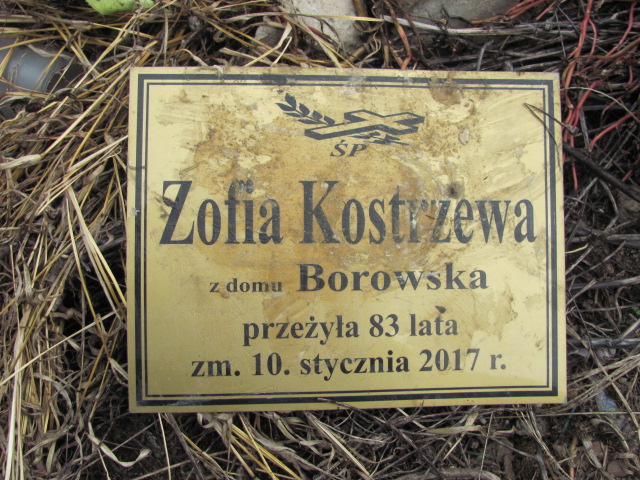 ŚP
Zofia Kostrzewa
z domu Borowska
przeżyła 83 lata
zm. 10. stycznia 2017 r.